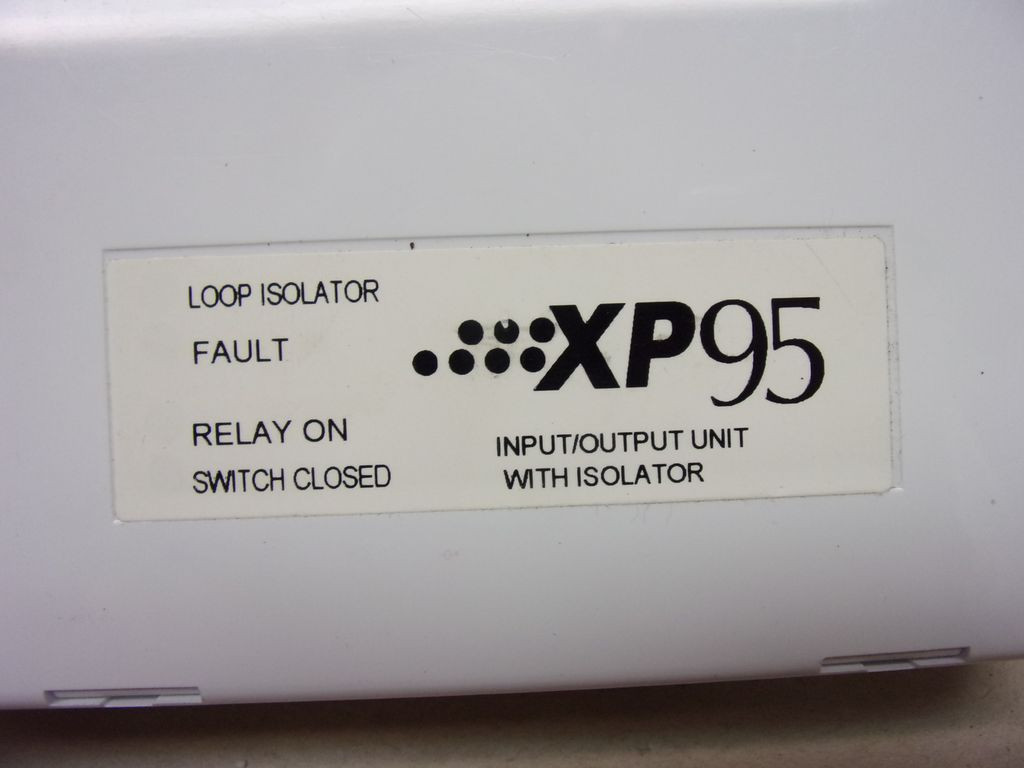 LOOP ISOLATOR
FAULT
XP95
RELAY ON
SWITCH CLOSED
INPUT/OUTPUT UNIT
WITH ISOLATOR